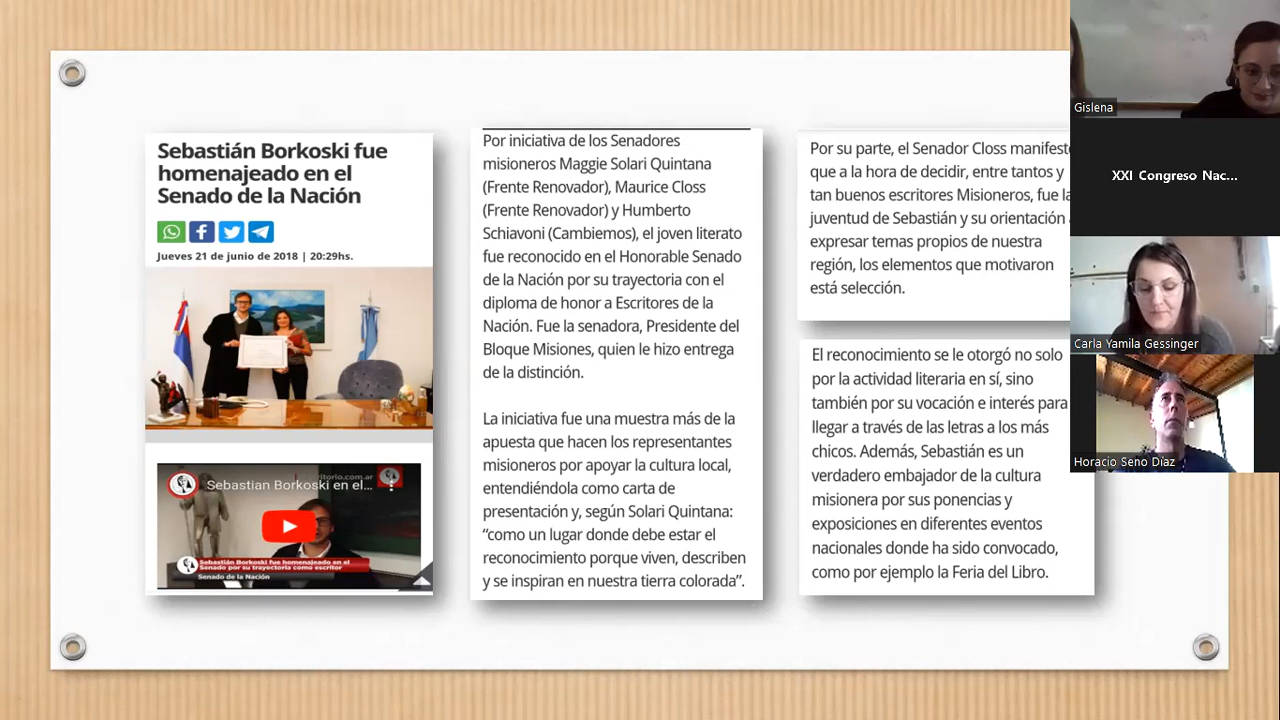 Sebastián Borkoski fue
homenajeado en el
Senado de la Nación
Jueves 21 de junio de 2018 | 20:29hs.
ritorio.com.ar
Sebastian Borkoski en el...
Sebastián Borkoski fue homenajeado en el
Senado por su trayectoria como escritor
Senado de la Nación
Por iniciativa de los Senadores
misioneros Maggie Solari Quintana
(Frente Renovador), Maurice Closs
(Frente Renovador) y Humberto
Schiavoni (Cambiemos), el joven literato
fue reconocido en el Honorable Senado
de la Nación por su trayectoria con el
diploma de honor a Escritores de la
Nación. Fue la senadora, Presidente del
Bloque Misiones, quien le hizo entrega
de la distinción.
La iniciativa fue una muestra más de la
apuesta que hacen los representantes
misioneros por apoyar la cultura local,
entendiéndola como carta de
presentación y, según Solari Quintana:
“como un lugar donde debe estar el
reconocimiento porque viven, describen
y se inspiran en nuestra tierra colorada”.
Por su parte, el Senador Closs manifest
que a la hora de decidir, entre tantos y
tan buenos escritores Misioneros, fue la
juventud de Sebastián y su orientación
expresar temas propios de nuestra
región, los elementos que motivaron
está selección.
El reconocimiento se le otorgó no solo
por la actividad literaria en sí, sino
también por su vocación e interés para
llegar a través de las letras a los más
chicos. Además, Sebastián es un
verdadero embajador de la cultura
misionera por sus ponencias y
exposiciones en diferentes eventos
nacionales donde ha sido convocado,
como por ejemplo la Feria del Libro.
Gislena
XXI Congreso Nac...
Carla Yamila Gessinger
Horacio Seno Díaz